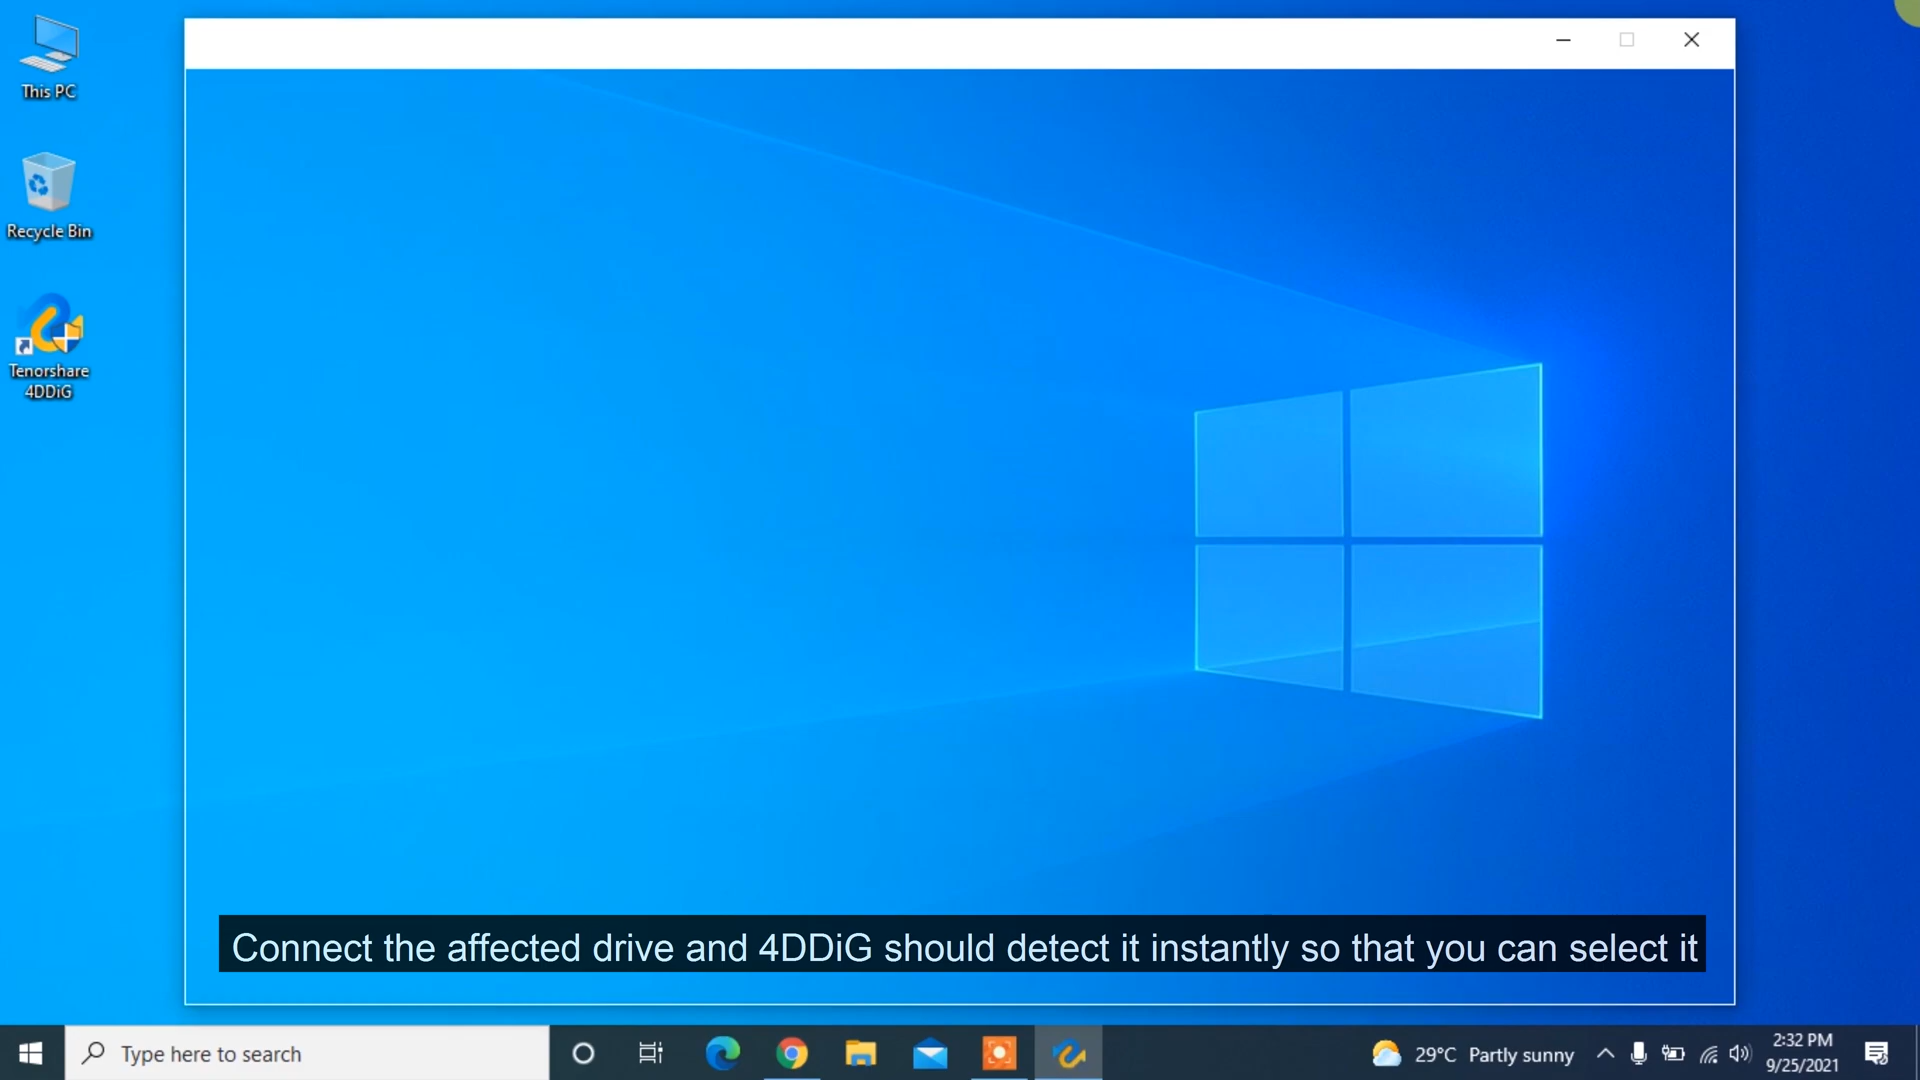 This PC
Recycle Bin
Tenorshare
4DDiG
Connect the affected drive and 4DDiG should detect it instantly so that you can select it
Type here to search
29°C Partly sunny
2:32 PM
9/25/2021